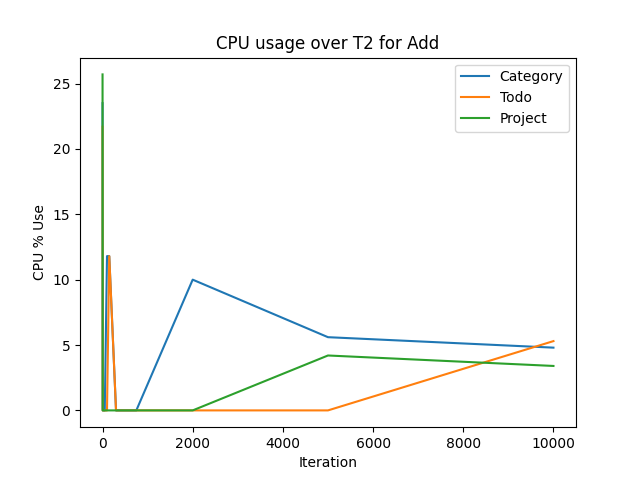 CPU usage over T2 for Add
Category
Todo
Project
CPU % Use
25
20
15
10
5
0
0 2000 4000 6000 8000 10000
Iteration